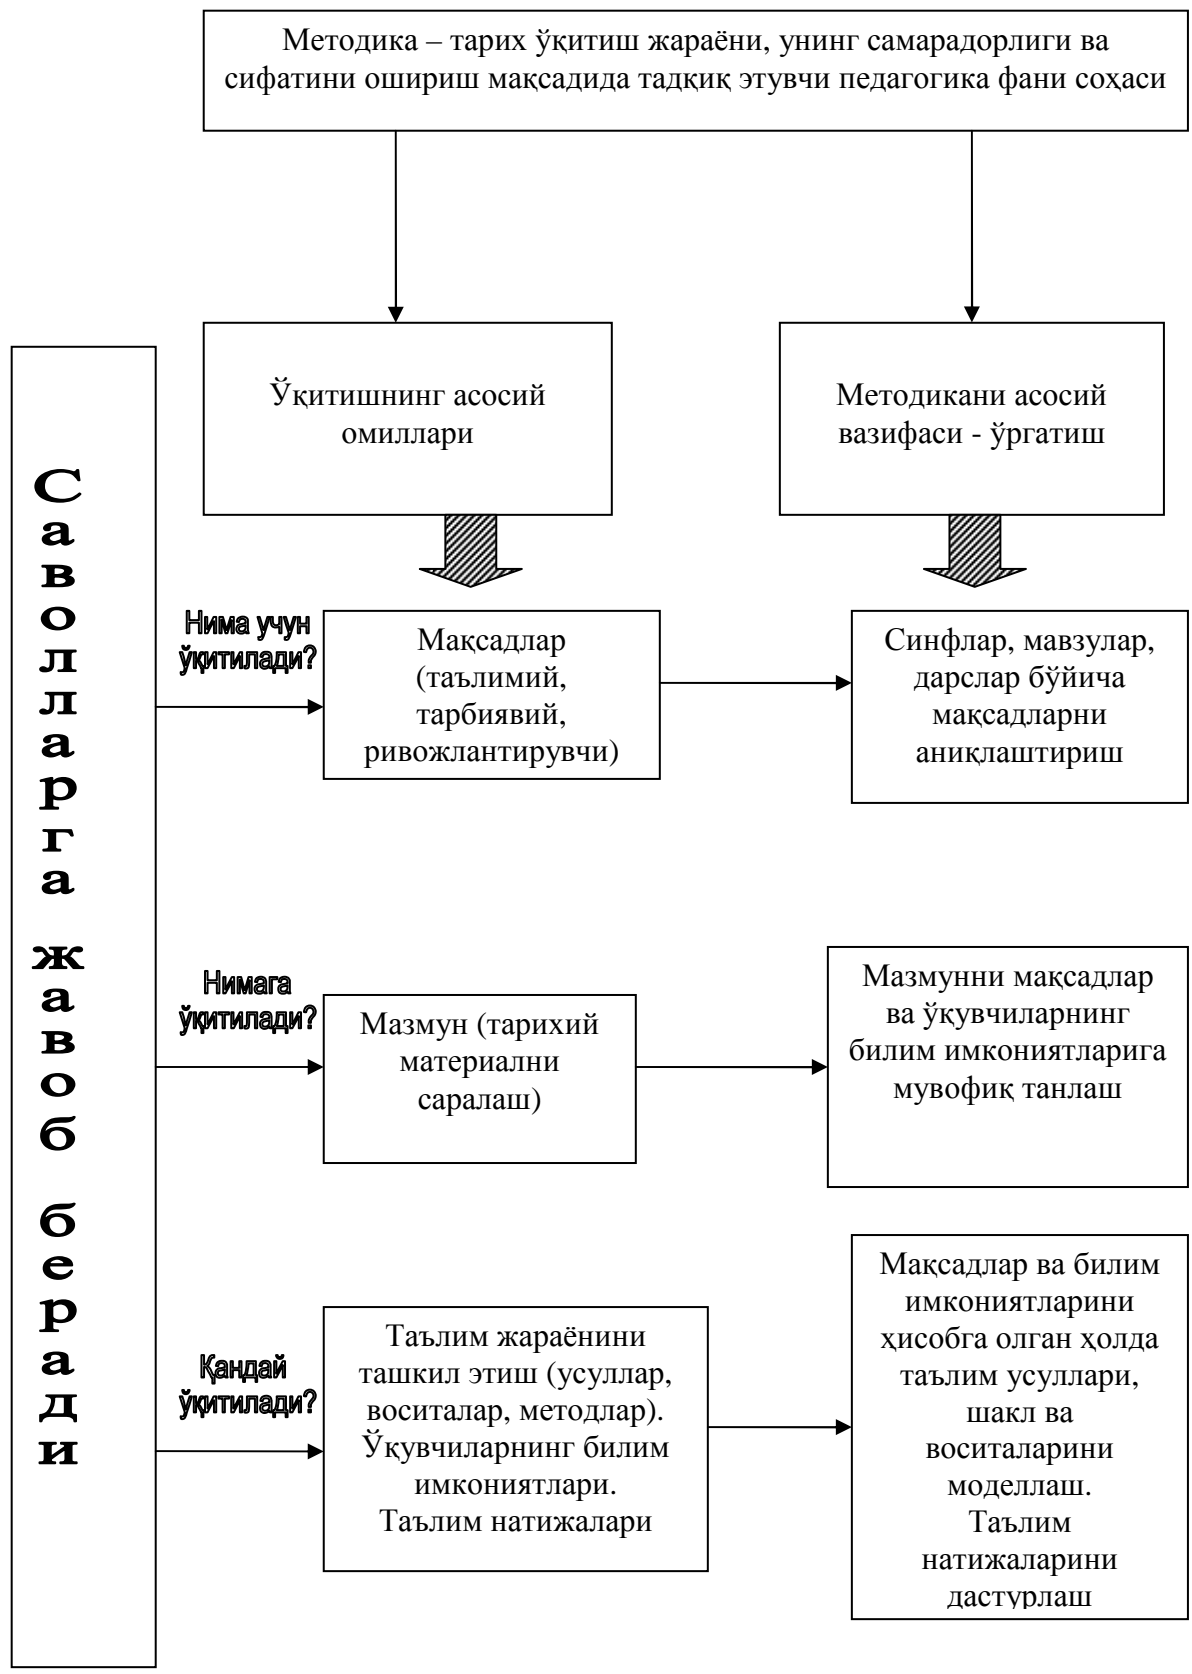 Методика – тарих ўқитиш жараёни, унинг самарадорлиги ва
сифатини ошириш мақсадида тадқиқ этувчи педагогика фани соҳаси
Ўқитишнинг асосий
омиллари
Методикани асосий
вазифаси - ўргатиш
Саволларга жавоб беради
Нима учун
ўқитилади?
Мақсадлар
(таълимий,
тарбиявий,
ривожлантирувчи)
Синфлар, мавзулар,
дарслар бўйича
мақсадларни
аниқлаштириш
Нимага
ўқитилади?
Мазмун (тарихий
материални
саралаш)
Мазмунни мақсадлар
ва ўқувчиларнинг
билим имкониятларига
мувофиқ танлаш
Қандай
ўқитилади?
Таълим жараёнини
ташкил этиш (усуллар,
воситалар, методлар).
Ўқувчиларнинг билим
имкониятлари.
Таълим натижалари
Мақсадлар ва билим
имкониятларини
ҳисобга олган ҳолда
таълим усуллари,
шакл ва
воситаларини
моделлаш.
Таълим
натижаларини
дастурлаш